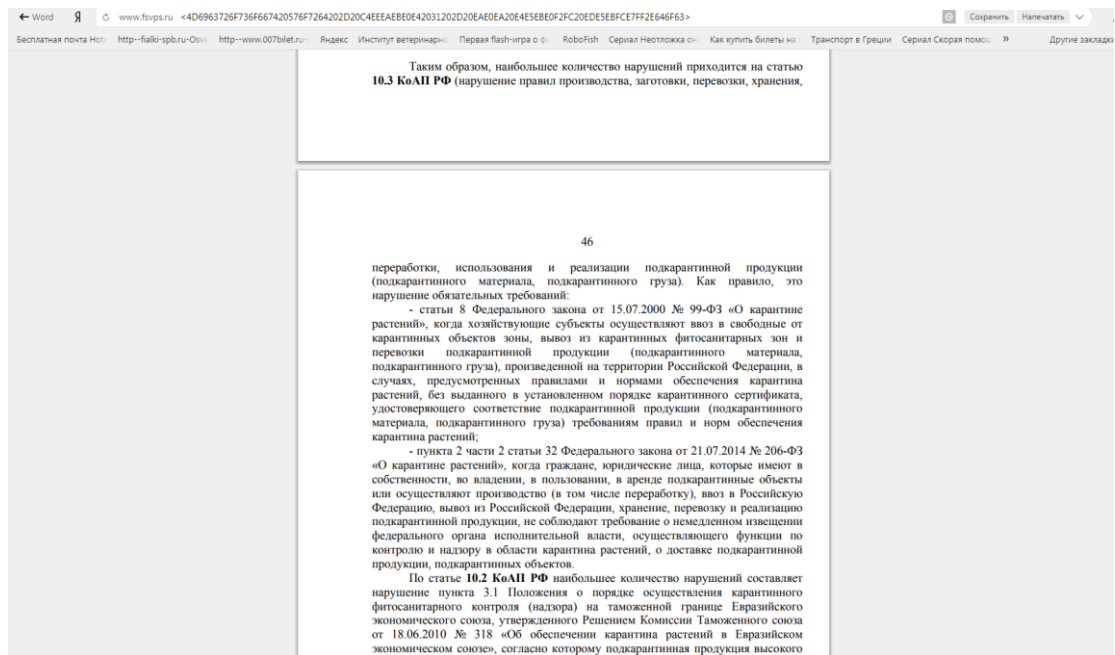 ← Word Я www.fsvps.ru <4D6963726F736F667420576F7264202D20C4EEEAEBE0E42031202D20EAE0EA20E4E5EBE0F2FC20EDE5EBFCE7FF2E646F63> Сохранить Напечатать
Бесплатная почта Hot http--fialki-spb.ru-Osv http--www.007bilet.ru- Яндекс Институт ветеринарн Первая flash-игра о ф RoboFish Сериал Неотложка о Как купить билеты на Транспорт в Греции Сериал Скорая помо... » Другие закладки
Таким образом, наибольшее количество нарушений приходится на статью
10.3 КоАП РФ (нарушение правил производства, заготовки, перевозки, хранения,
46
переработки, использования и реализации подкарантинной продукции
(подкарантинного материала, подкарантинного груза). Как правило, это
нарушение обязательных требований:
- статьи 8 Федерального закона от 15.07.2000 № 99-ФЗ «О карантине
растений», когда хозяйствующие субъекты осуществляют ввоз в свободные от
карантинных объектов зоны, вывоз из карантинных фитосанитарных зон и
перевозки подкарантинной продукции (подкарантинного материала,
подкарантинного груза), произведенной на территории Российской Федерации, в
случаях, предусмотренных правилами и нормами обеспечения карантина
растений, без выданного в установленном порядке карантинного сертификата,
удостоверяющего соответствие подкарантинной продукции (подкарантинного
материала, подкарантинного груза) требованиям правил и норм обеспечения
карантина растений;
- пункта 2 части 2 статьи 32 Федерального закона от 21.07.2014 № 206-ФЗ
«О карантине растений», когда граждане, юридические лица, которые имеют в
собственности, во владении, в пользовании, в аренде подкарантинные объекты
или осуществляют производство (в том числе переработку), ввоз в Российскую
Федерацию, вывоз из Российской Федерации, хранение, перевозку и реализацию
подкарантинной продукции, не соблюдают требование о немедленном извещении
федерального органа исполнительной власти, осуществляющего функции по
контролю и надзору в области карантина растений, о доставке подкарантинной
продукции, подкарантинных объектов.
По статье 10.2 КоАП РФ наибольшее количество нарушений составляет
нарушение пункта 3.1 Положения о порядке осуществления карантинного
фитосанитарного контроля (надзора) на таможенной границе Евразийского
экономического союза, утвержденного Решением Комиссии Таможенного союза
от 18.06.2010 № 318 «Об обеспечении карантина растений в Евразийском
экономическом союзе», согласно которому подкарантинная продукция высокого